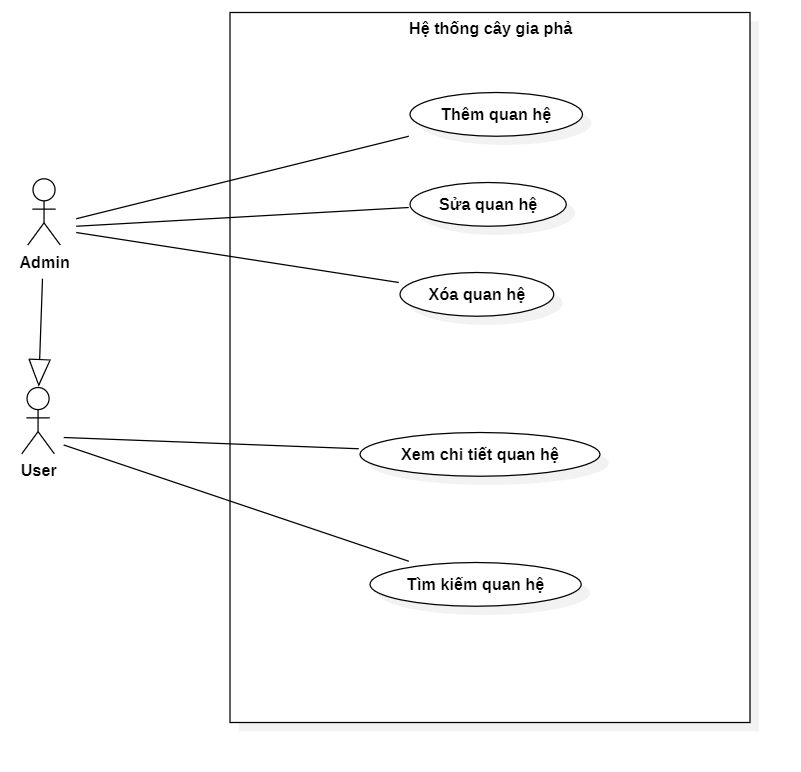 Hệ thống cây gia phả
Thêm quan hệ
Sửa quan hệ
Admin
Xóa quan hệ
Xem chi tiết quan hệ
User
Tìm kiếm quan hệ